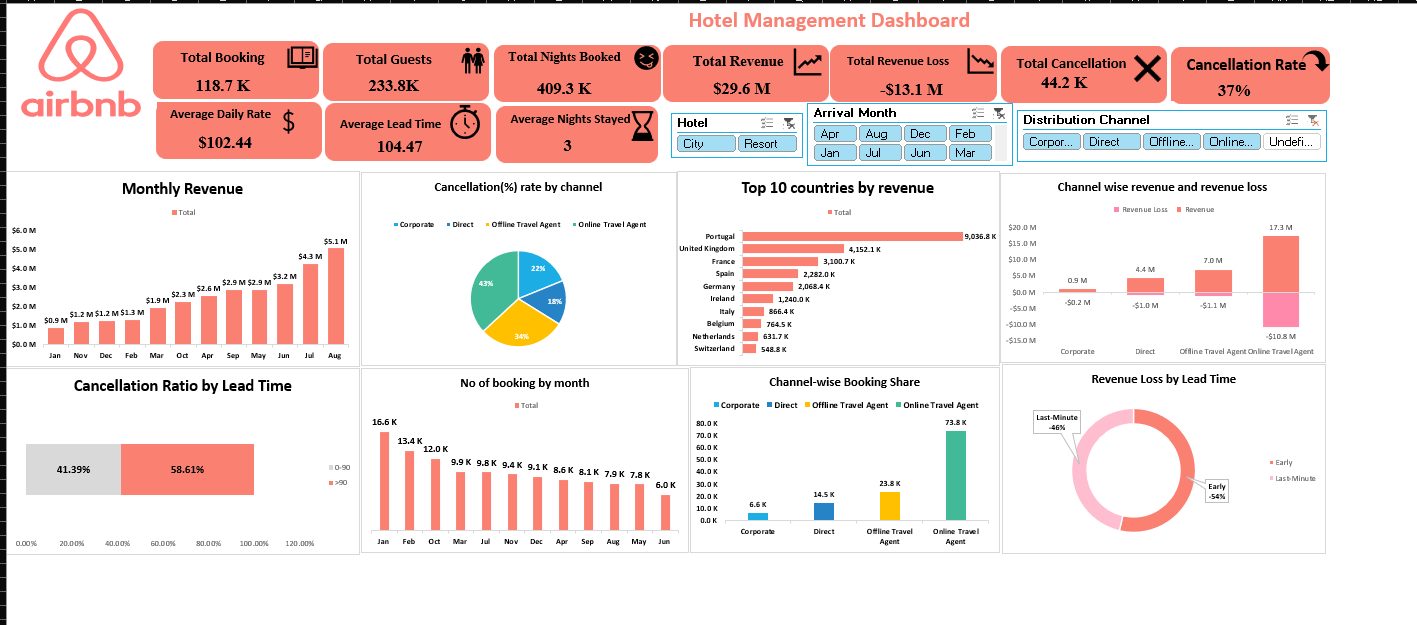 Hotel Management Dashboard
airbnb
Total Booking
118.7 K
Total Guests
233.8K
Total Nights Booked
409.3 K
Total Revenue
$29.6 M
Total Revenue Loss
-$13.1 M
Total Cancellation
44.2 K
Cancellation Rate
37%
Average Daily Rate
$
$102.44
Average Lead Time
104.47
Average Nights Stayed
3
Hotel
City Resort
Arrival Month
Apr Aug Dec Feb
Jan Jul Jun Mar
Distribution Channel
Corpor... Direct Offline... Online... Undefi...
Monthly Revenue
Total
$6.0 M
$5.0 M
$4.0 M
$3.0 M
$2.0 M
$1.0 M
$0.0 M
$0.9 M $1.2 M $1.2 M $1.3 M $1.9 M $2.3 M $2.6 M $2.9 M $2.9 M $3.2 M $4.3 M $5.1 M
Jan Nov Dec Feb Mar Oct Apr Sep May Jun Jul Aug
Cancellation(%) rate by channel
Corporate Direct Offline Travel Agent Online Travel Agent
22%
18%
34%
43%
Top 10 countries by revenue
Total
Portugal 9,036.8 K
United Kingdom 4,152.1 K
France 3,100.7 K
Spain 2,282.0 K
Germany 2,068.4 K
Ireland 1,240.0 K
Italy 866.4 K
Belgium 764.5 K
Netherlands 631.7 K
Switzerland 548.8 K
Channel wise revenue and revenue loss
Revenue Loss Revenue
$20.0 M
$15.0 M
$10.0 M
$5.0 M
$0.0 M
-$5.0 M
-$10.0 M
-$15.0 M
0.9 M 4.4 M 7.0 M 17.3 M
-$0.2 M -$1.0 M -$1.1 M -$10.8 M
Corporate Direct Offline Travel Agent Online Travel Agent
Cancellation Ratio by Lead Time
41.39% 58.61%
0-90
>90
0.00% 20.00% 40.00% 60.00% 80.00% 100.00% 120.00%
No of booking by month
Total
16.6 K 13.4 K 12.0 K 9.9 K 9.8 K 9.4 K 9.1 K 8.6 K 8.1 K 7.9 K 7.8 K 6.0 K
Jan Feb Oct Mar Jul Nov Dec Apr Sep Aug May Jun
Channel-wise Booking Share
Corporate Direct Offline Travel Agent Online Travel Agent
80.0 K
70.0 K
60.0 K
50.0 K
40.0 K
30.0 K
20.0 K
10.0 K
0.0 K
6.6 K 14.5 K 23.8 K 73.8 K
Corporate Direct Offline Travel Agent Online Travel Agent
Revenue Loss by Lead Time
Last-Minute
-46%
Early
-54%
Early
Last-Minute